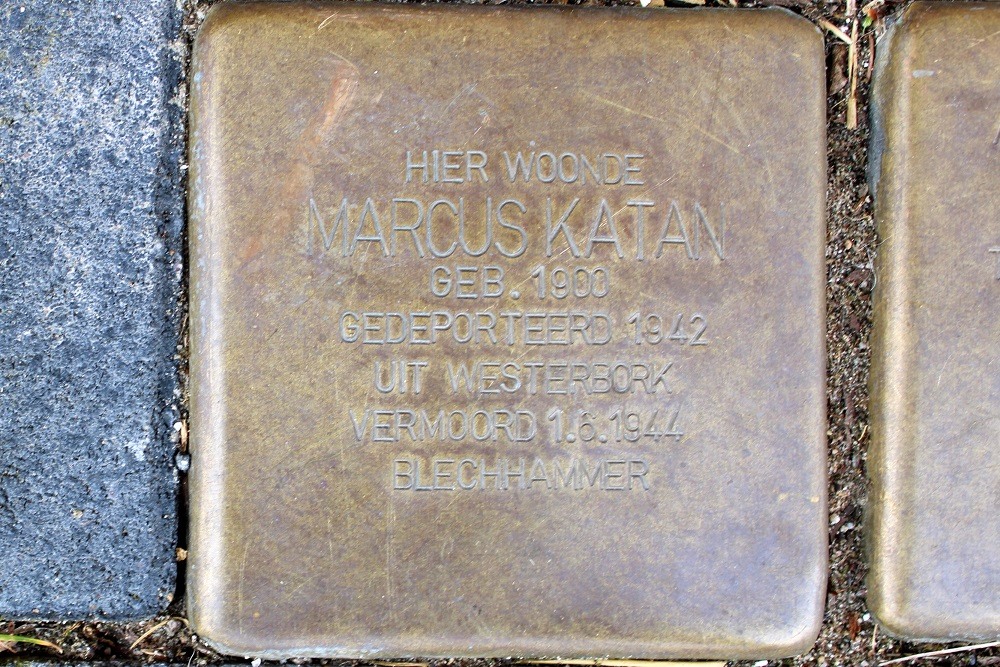 HIER WOONDE
MARCUS KATAN
GEB. 1900
GEDEPORTEERD 1942
UIT WESTERBORK
VERMOORD 1.6.1944
BLECHHAMMER